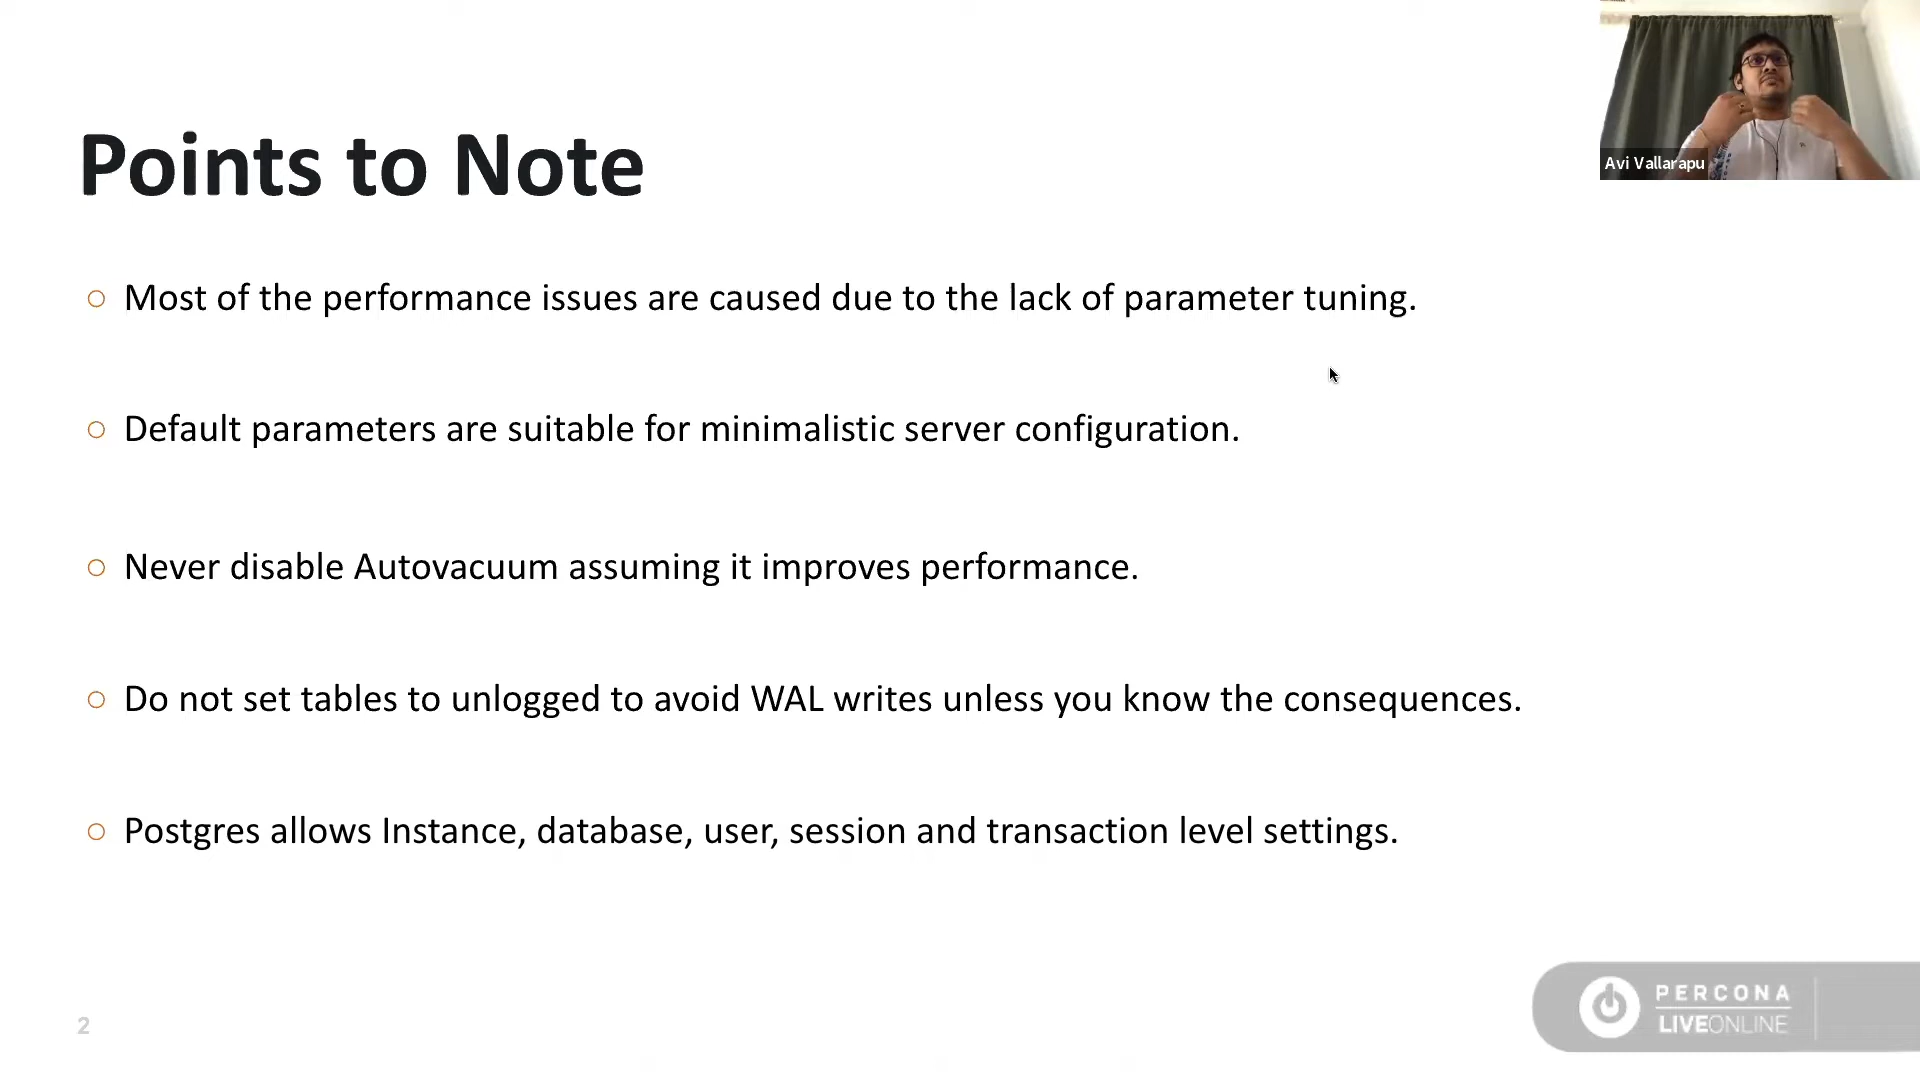 Avi Vallarapu
Points to Note
Most of the performance issues are caused due to the lack of parameter tuning.
Default parameters are suitable for minimalistic server configuration.
Never disable Autovacuum assuming it improves performance.
Do not set tables to unlogged to avoid WAL writes unless you know the consequences.
Postgres allows Instance, database, user, session and transaction level settings.
2
PERCONA
LIVEONLINE